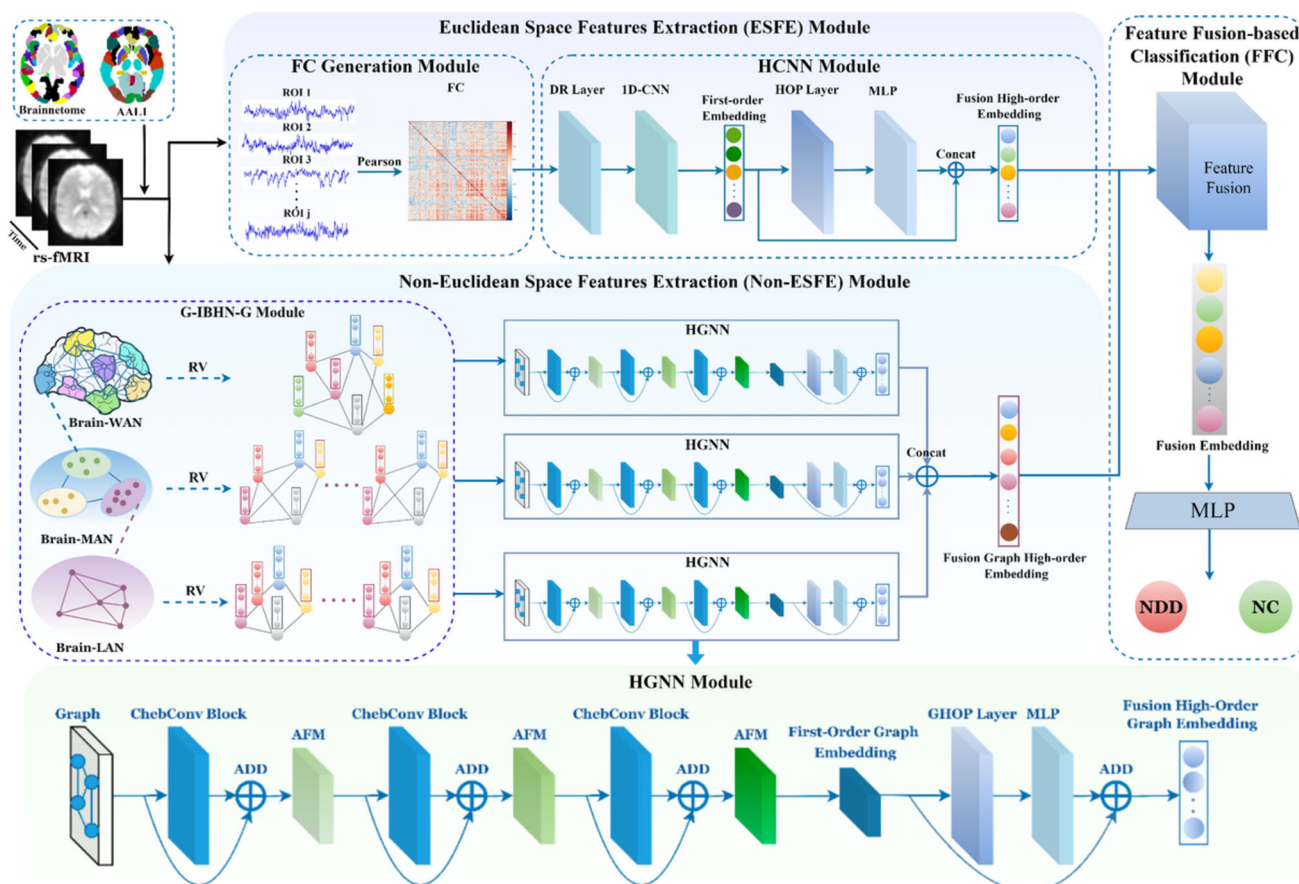 Brainnetome
AAL1
Time
rs-fMRI
Euclidean Space Features Extraction (ESFE) Module
FC Generation Module
ROI 1
ROI 2
ROI 3
ROI j
Pearson
FC
HCNN Module
DR Layer
1D-CNN
First-order
Embedding
HOP Layer
MLP
Concat
Fusion High-order
Embedding
Feature Fusion-based
Classification (FFC)
Module
Feature
Fusion
Fusion Embedding
MLP
NDD
NC
Non-Euclidean Space Features Extraction (Non-ESFE) Module
G-IBHN-G Module
Brain-WAN
RV
Brain-MAN
RV
Brain-LAN
RV
HGNN
HGNN
HGNN
Concat
Fusion Graph High-order
Embedding
HGNN Module
Graph
ChebConv Block
ADD
AFM
ChebConv Block
ADD
AFM
ChebConv Block
ADD
AFM
First-Order Graph
Embedding
GHOP Layer
MLP
ADD
Fusion High-Order
Graph Embedding